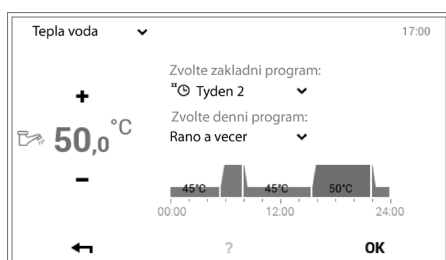 Tepla voda
17:00
Zvolte zakladni program:
Tyden 2
Zvolte denni program:
Rano a vecer
+
50,0°C
−
45°C 45°C 50°C
00:00 12:00 24:00
? OK